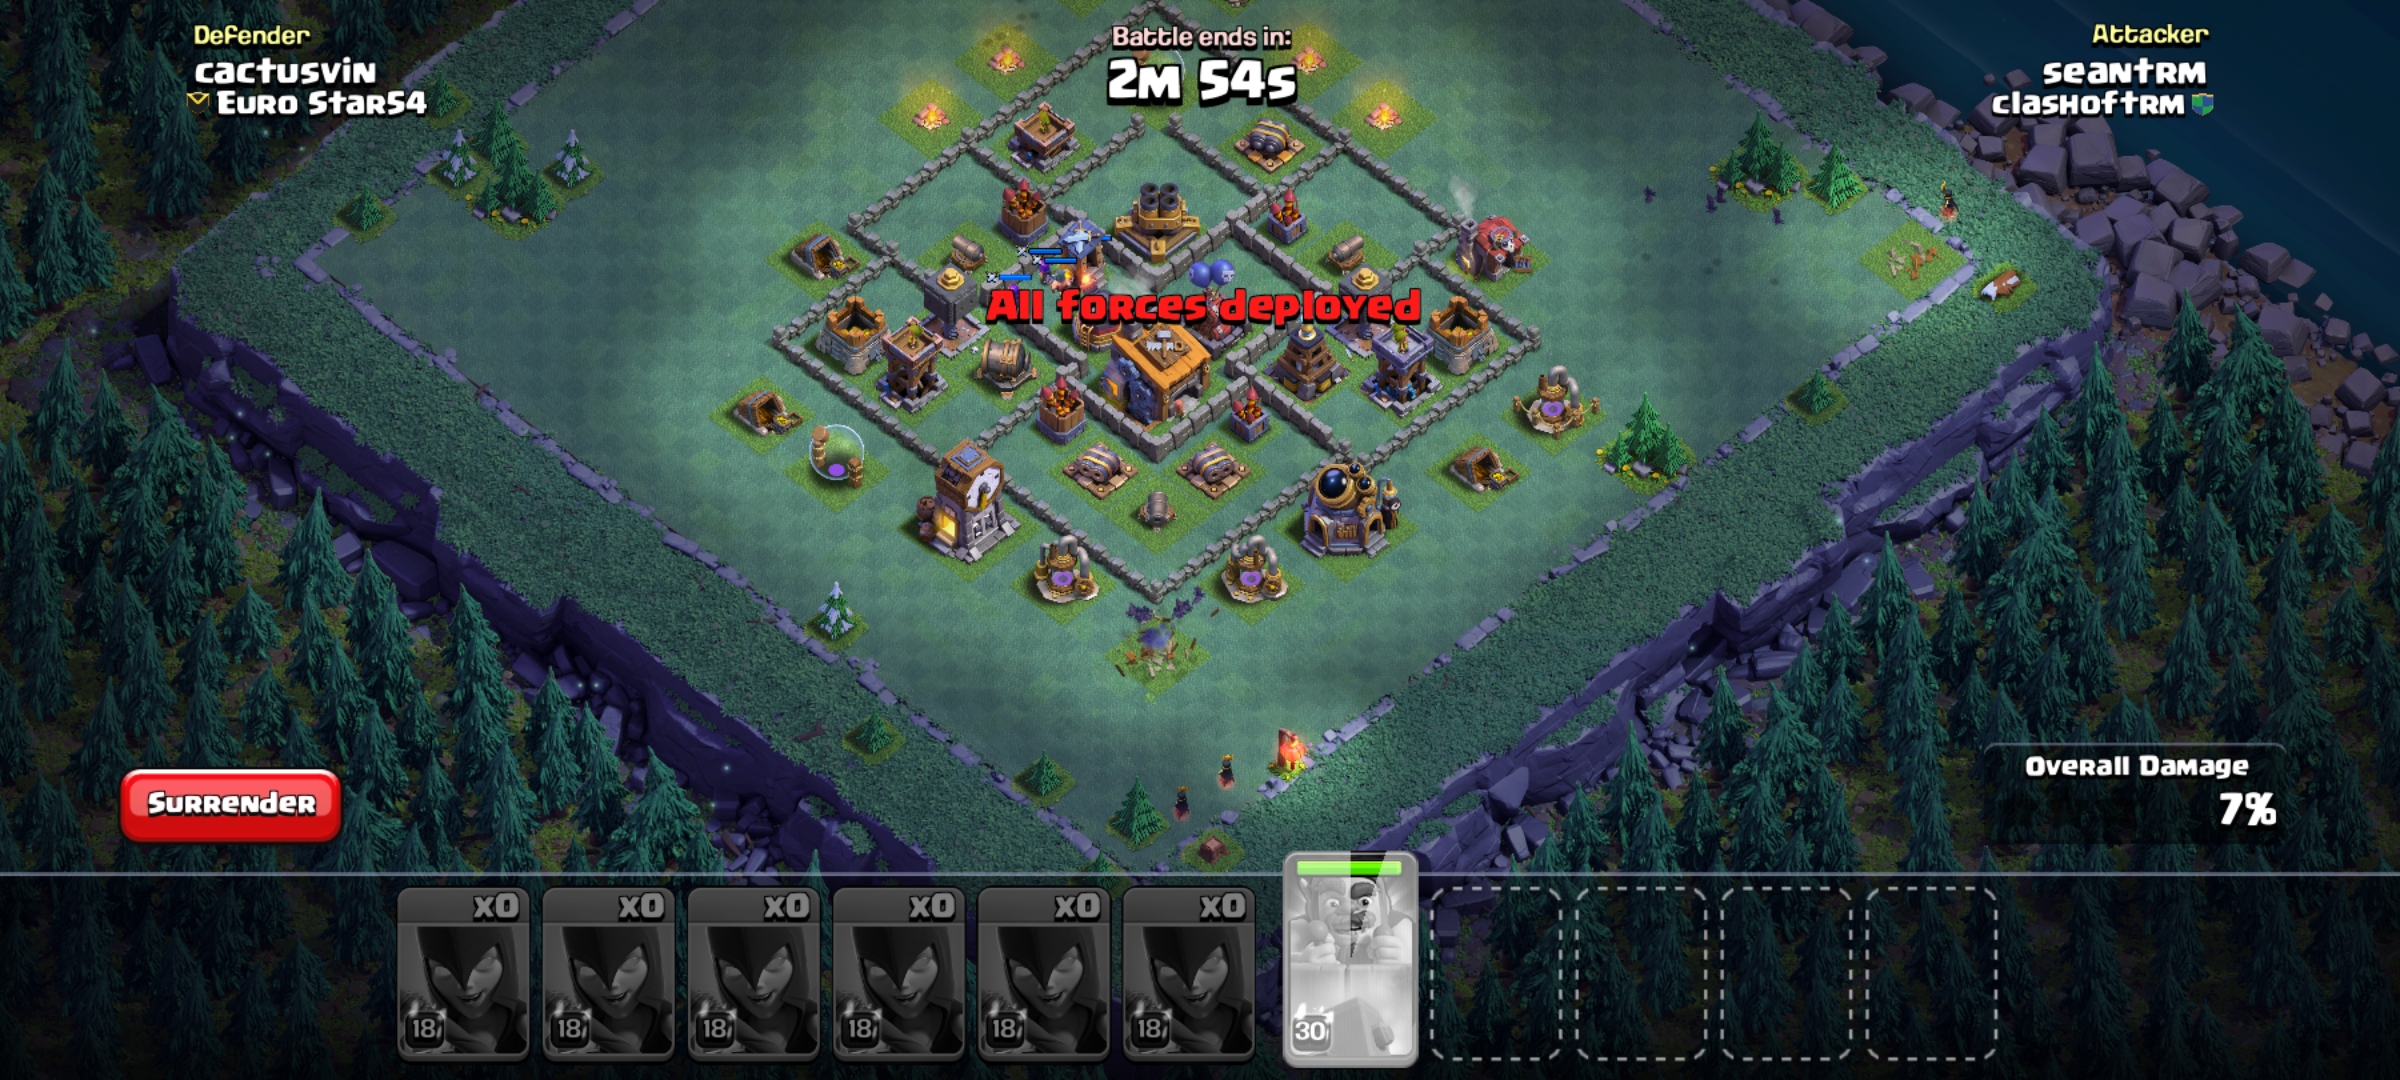 Defender
cactusvin
Euro Star54
Battle ends in:
2m 54s
Attacker
seantrm
clashoftrm
All forces deployed
Surrender
Overall Damage
7%
x0
x0
x0
x0
x0
x0
18
18
18
18
18
18
30